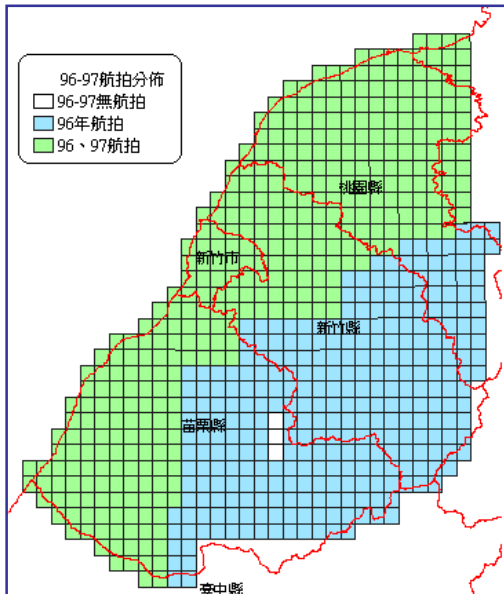 96-97航拍分佈
96-97無航拍
96年航拍
96、97航拍
桃園縣
新竹市
新竹縣
苗栗縣
臺中縣